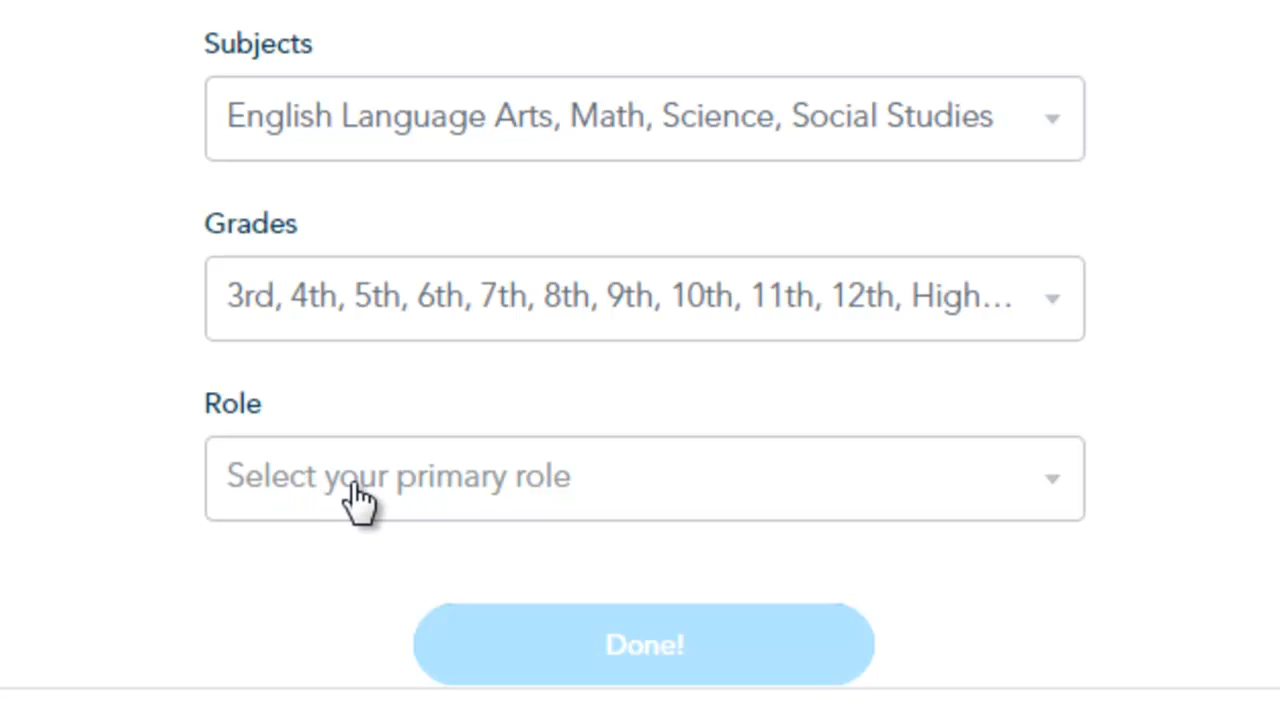 Subjects
English Language Arts, Math, Science, Social Studies
Grades
3rd, 4th, 5th, 6th, 7th, 8th, 9th, 10th, 11th, 12th, High...
Role
Select your primary role
Done!